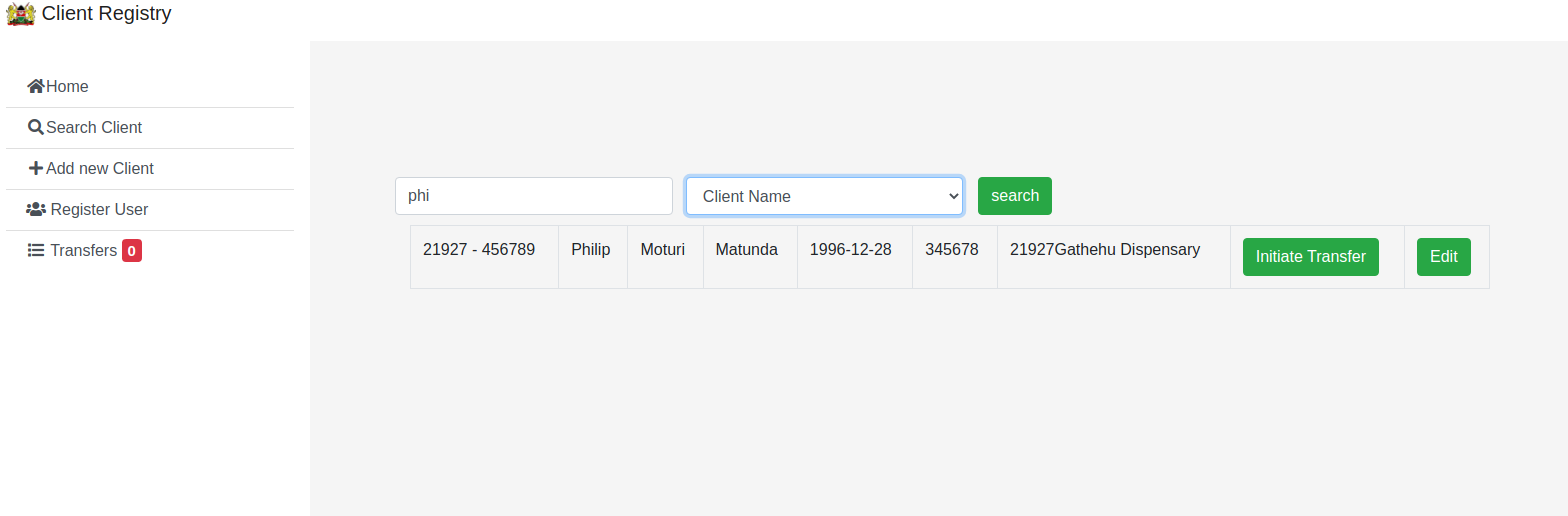 Client Registry
Home
Search Client
Add new Client
Register User
Transfers 0
phi Client Name search
21927 - 456789 Philip Moturi Matunda 1996-12-28 345678 21927Gathehu Dispensary Initiate Transfer Edit